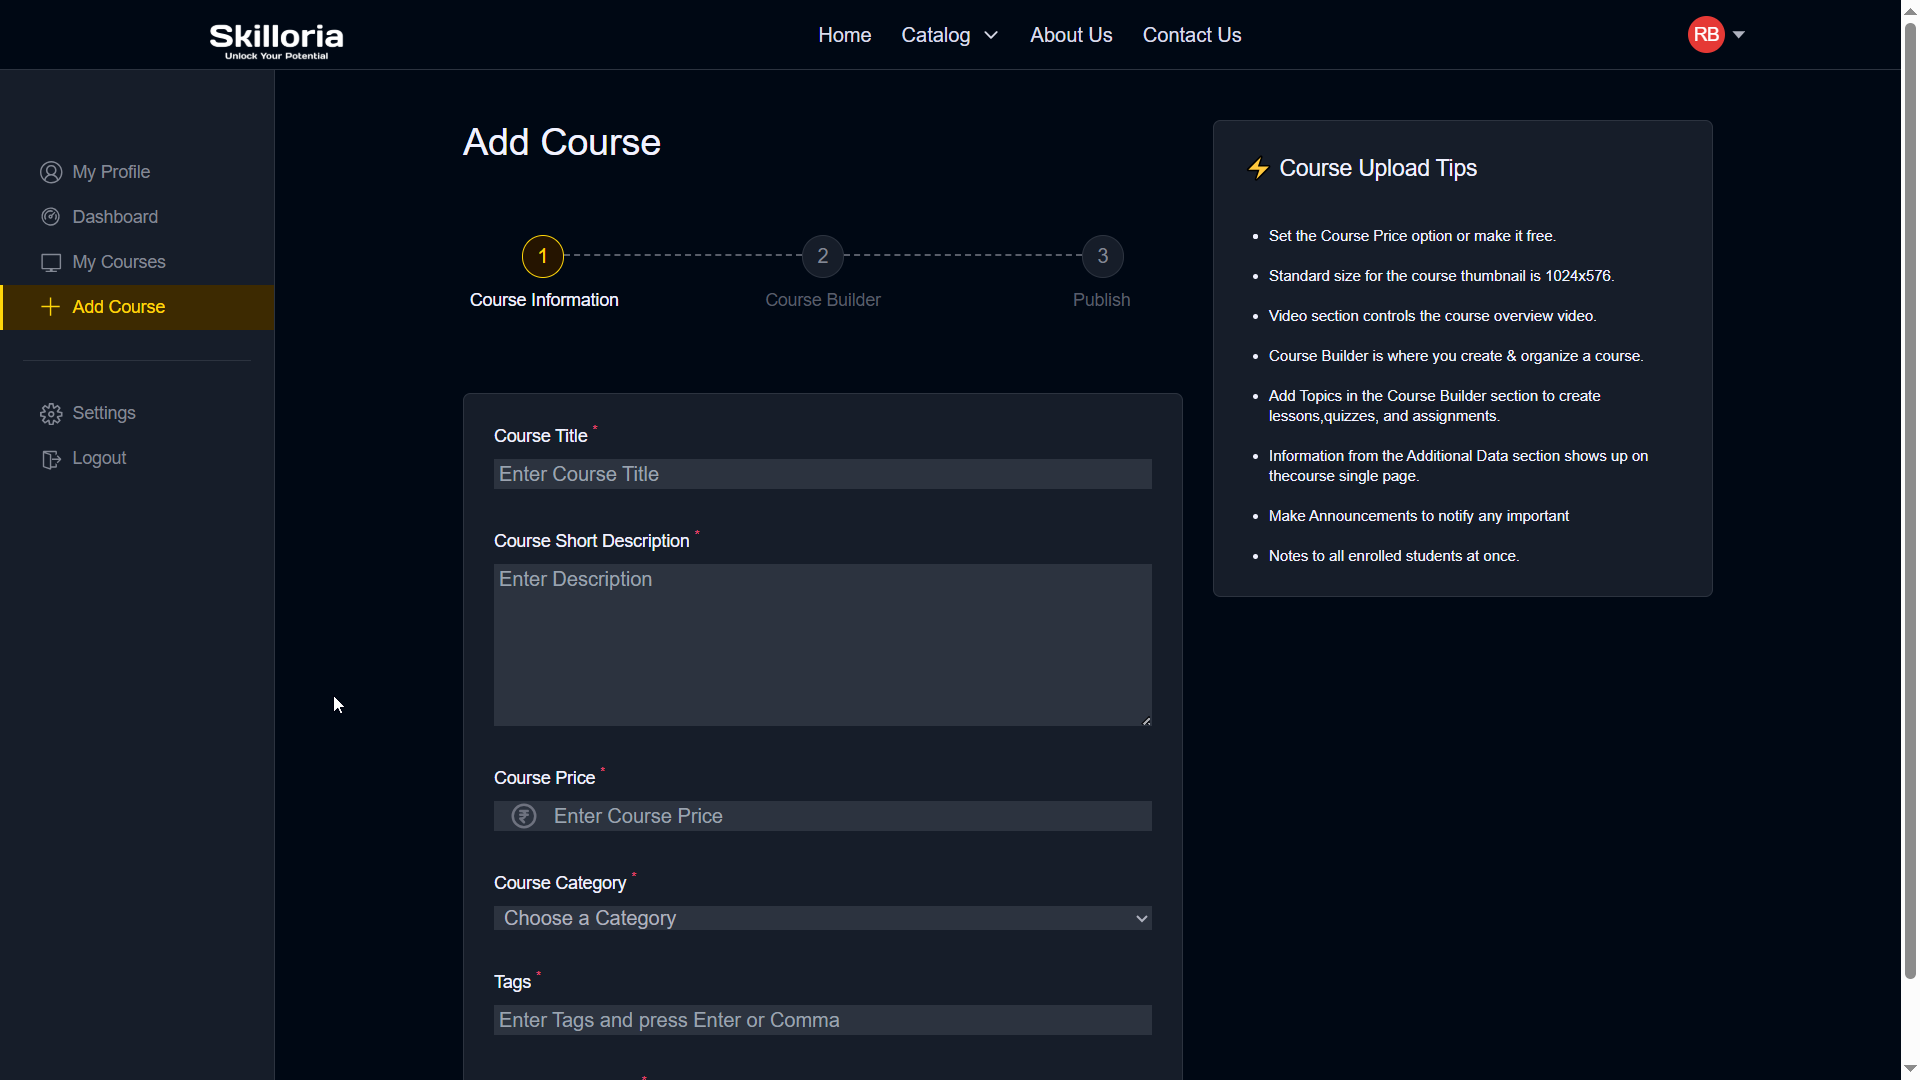 Skilloria
Unlock Your Potential
Home
Catalog
About Us
Contact Us
RB
My Profile
Dashboard
My Courses
Add Course
Settings
Logout
Add Course
1
2
3
Course Information
Course Builder
Publish
Course Title *
Enter Course Title
Course Short Description *
Enter Description
Course Price *
₹ Enter Course Price
Course Category *
Choose a Category
Tags *
Enter Tags and press Enter or Comma
*
⚡ Course Upload Tips
• Set the Course Price option or make it free.
• Standard size for the course thumbnail is 1024x576.
• Video section controls the course overview video.
• Course Builder is where you create & organize a course.
• Add Topics in the Course Builder section to create
lessons,quizzes, and assignments.
• Information from the Additional Data section shows up on
thecourse single page.
• Make Announcements to notify any important
• Notes to all enrolled students at once.